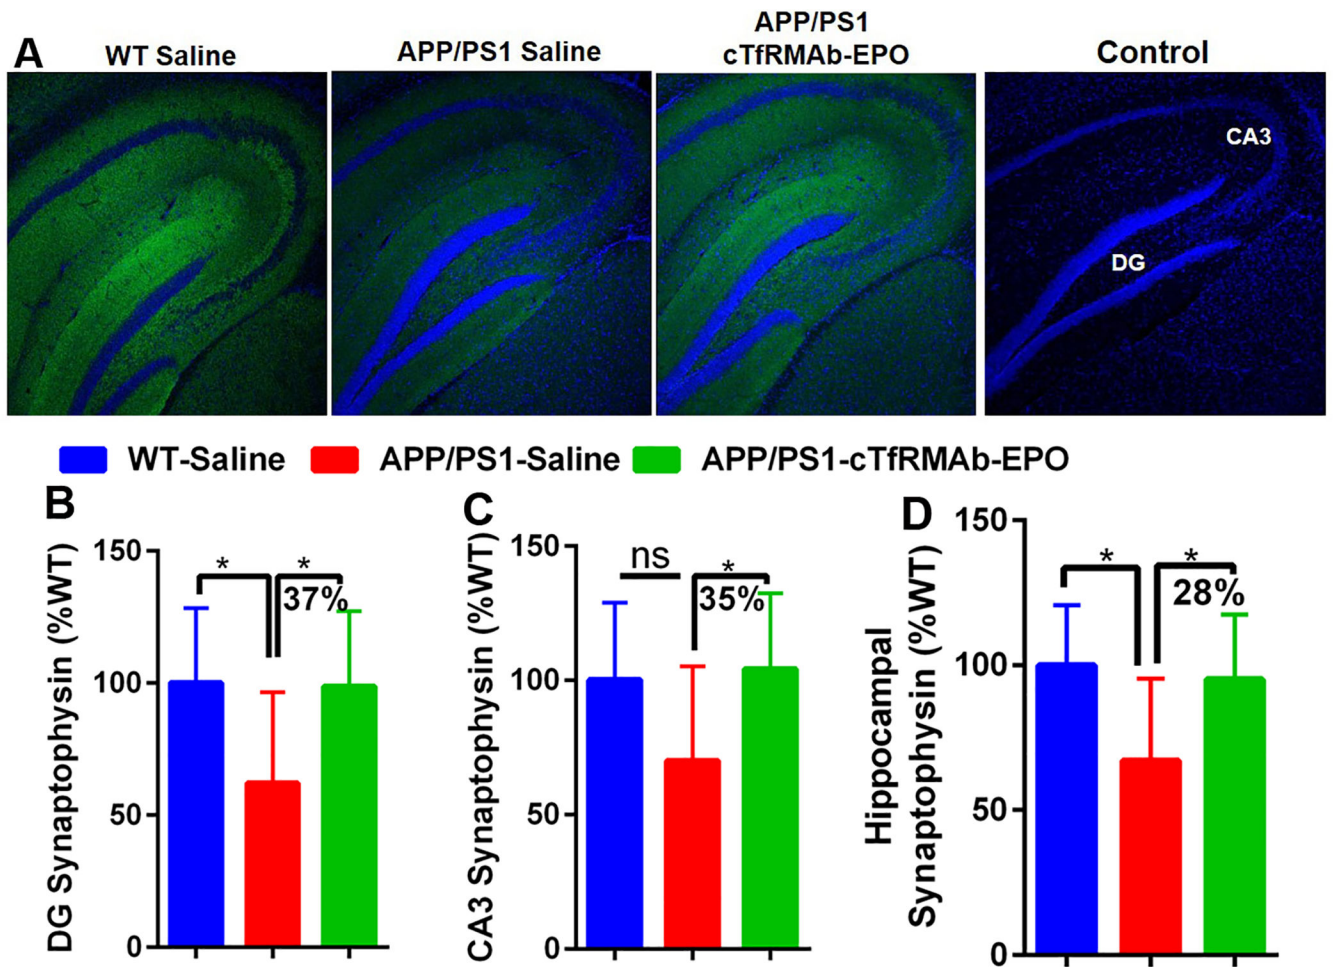 A
WT Saline
APP/PS1 Saline
APP/PS1
cTfRMAb-EPO
Control
CA3
DG
WT-Saline
APP/PS1-Saline
APP/PS1-cTfRMAb-EPO
B
DG Synaptophysin (%WT)
150
100
50
0
*
*
37%
C
CA3 Synaptophysin (%WT)
150
100
50
0
ns
*
35%
D
Hippocampal
Synaptophysin (%WT)
150
100
50
0
*
*
28%